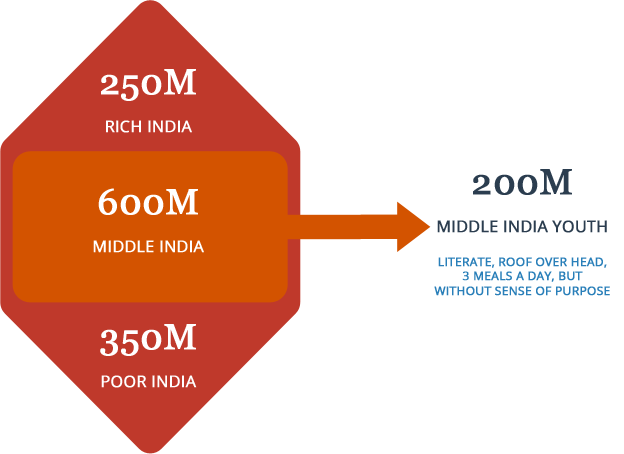 250M
RICH INDIA
600M
MIDDLE INDIA
350M
POOR INDIA
200M
MIDDLE INDIA YOUTH
LITERATE, ROOF OVER HEAD,
3 MEALS A DAY, BUT
WITHOUT SENSE OF PURPOSE